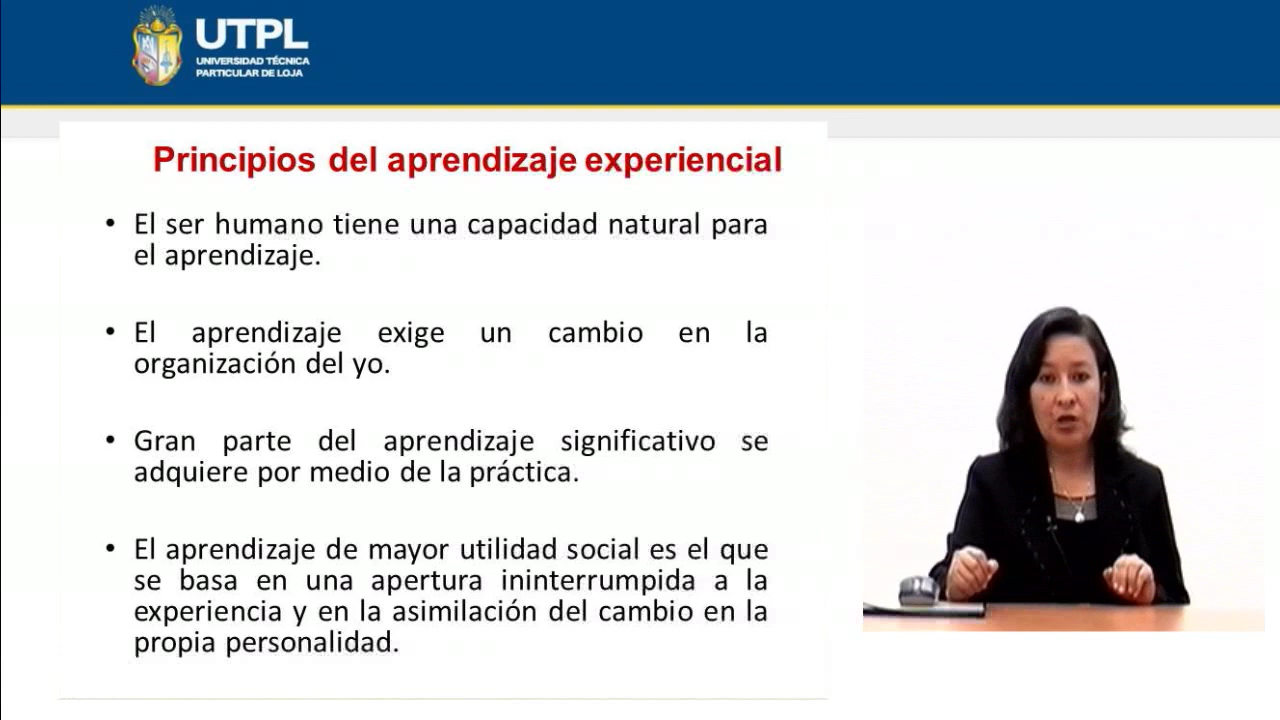 UTPL
UNIVERSIDAD TÉCNICA
PARTICULAR DE LOJA
Principios del aprendizaje experiencial
• El ser humano tiene una capacidad natural para
el aprendizaje.
• El aprendizaje exige un cambio en la
organización del yo.
• Gran parte del aprendizaje significativo se
adquiere por medio de la práctica.
• El aprendizaje de mayor utilidad social es el que
se basa en una apertura ininterrumpida a la
experiencia y en la asimilación del cambio en la
propia personalidad.